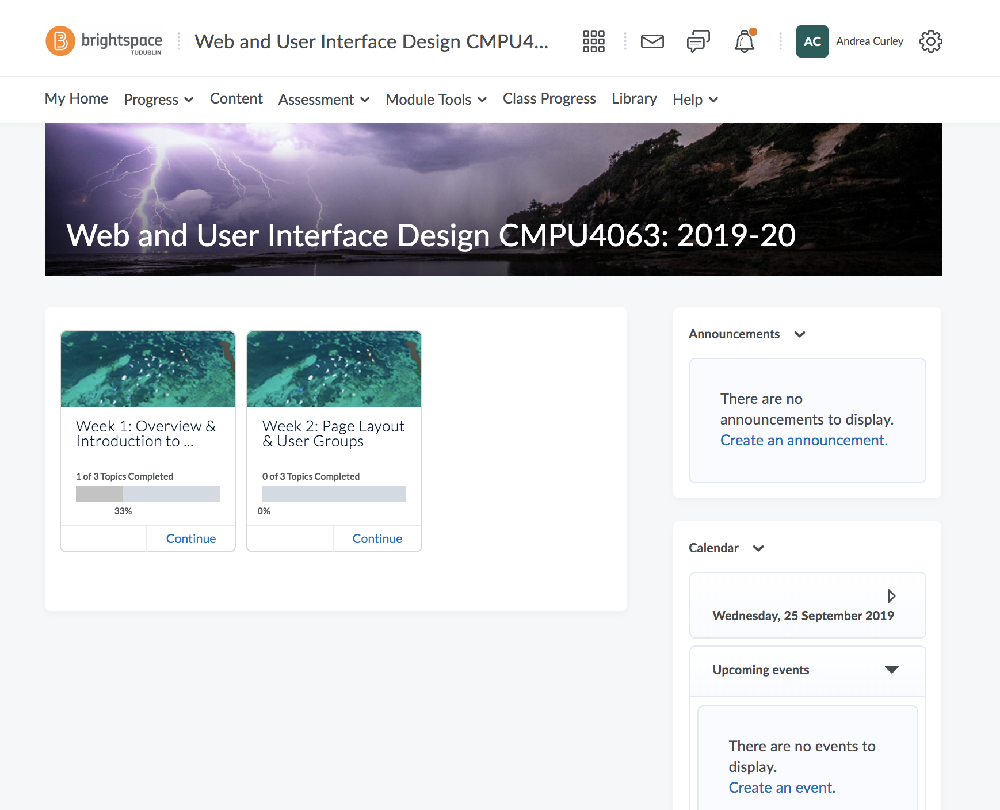 brightspace
TUDUBLIN
Web and User Interface Design CMPU4...
AC
Andrea Curley
My Home
Progress
Content
Assessment
Module Tools
Class Progress
Library
Help
Web and User Interface Design CMPU4063: 2019-20
Week 1: Overview &
Introduction to ...
1 of 3 Topics Completed
33%
Continue
Week 2: Page Layout
& User Groups
0 of 3 Topics Completed
0%
Continue
Announcements
There are no
announcements to display.
Create an announcement.
Calendar
Wednesday, 25 September 2019
Upcoming events
There are no events to
display.
Create an event.